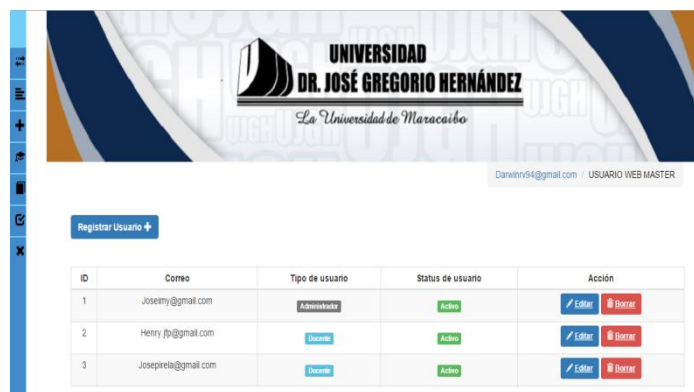 UNIVERSIDAD
DR. JOSÉ GREGORIO HERNÁNDEZ
La Universidad de Maracaibo
Darwinrv94@gmail.com / USUARIO WEB MASTER
Registrar Usuario +
ID Correo Tipo de usuario Status de usuario Acción
1 Joseimy@gmail.com Administrador Activo Editar Borrar
2 Henry.jfp@gmail.com Docente Activo Editar Borrar
3 Josepirela@gmail.com Docente Activo Editar Borrar